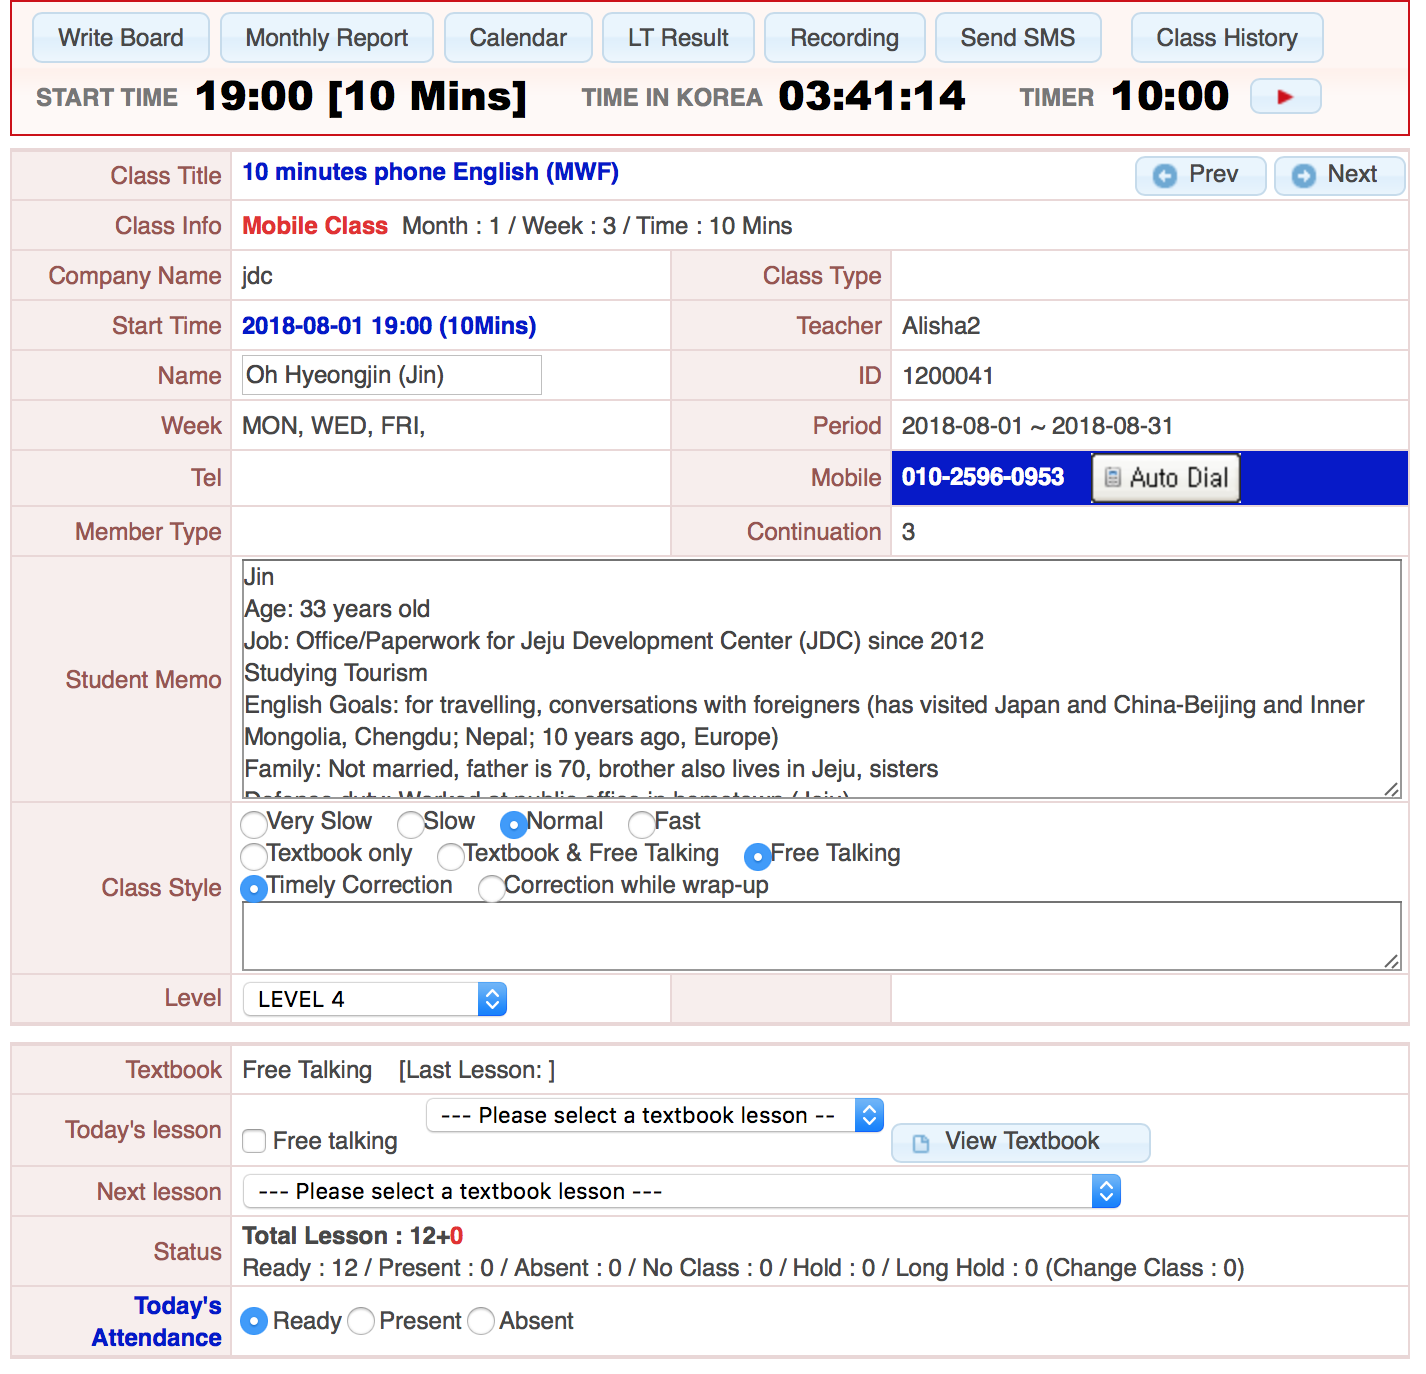 Write Board Monthly Report Calendar LT Result Recording Send SMS Class History
START TIME 19:00 [10 Mins] TIME IN KOREA 03:41:14 TIMER 10:00
Class Title 10 minutes phone English (MWF) Prev Next
Class Info Mobile Class Month : 1 / Week : 3 / Time : 10 Mins
Company Name jdc Class Type
Start Time 2018-08-01 19:00 (10Mins) Teacher Alisha2
Name Oh Hyeongjin (Jin) ID 1200041
Week MON, WED, FRI, Period 2018-08-01 ~ 2018-08-31
Tel Mobile 010-2596-0953 Auto Dial
Member Type Continuation 3
Student Memo
Jin
Age: 33 years old
Job: Office/Paperwork for Jeju Development Center (JDC) since 2012
Studying Tourism
English Goals: for travelling, conversations with foreigners (has visited Japan and China-Beijing and Inner
Mongolia, Chengdu; Nepal; 10 years ago, Europe)
Family: Not married, father is 70, brother also lives in Jeju, sisters
Defense duty: Worked at public office in hometown (Jeju)
Class Style
Very Slow Slow Normal Fast
Textbook only Textbook & Free Talking Free Talking
Timely Correction Correction while wrap-up
Level LEVEL 4
Textbook Free Talking [Last Lesson: ]
Today's lesson Free talking --- Please select a textbook lesson -- View Textbook
Next lesson --- Please select a textbook lesson ---
Status
Total Lesson : 12+0
Ready : 12 / Present : 0 / Absent : 0 / No Class : 0 / Hold : 0 / Long Hold : 0 (Change Class : 0)
Today's
Attendance
Ready Present Absent